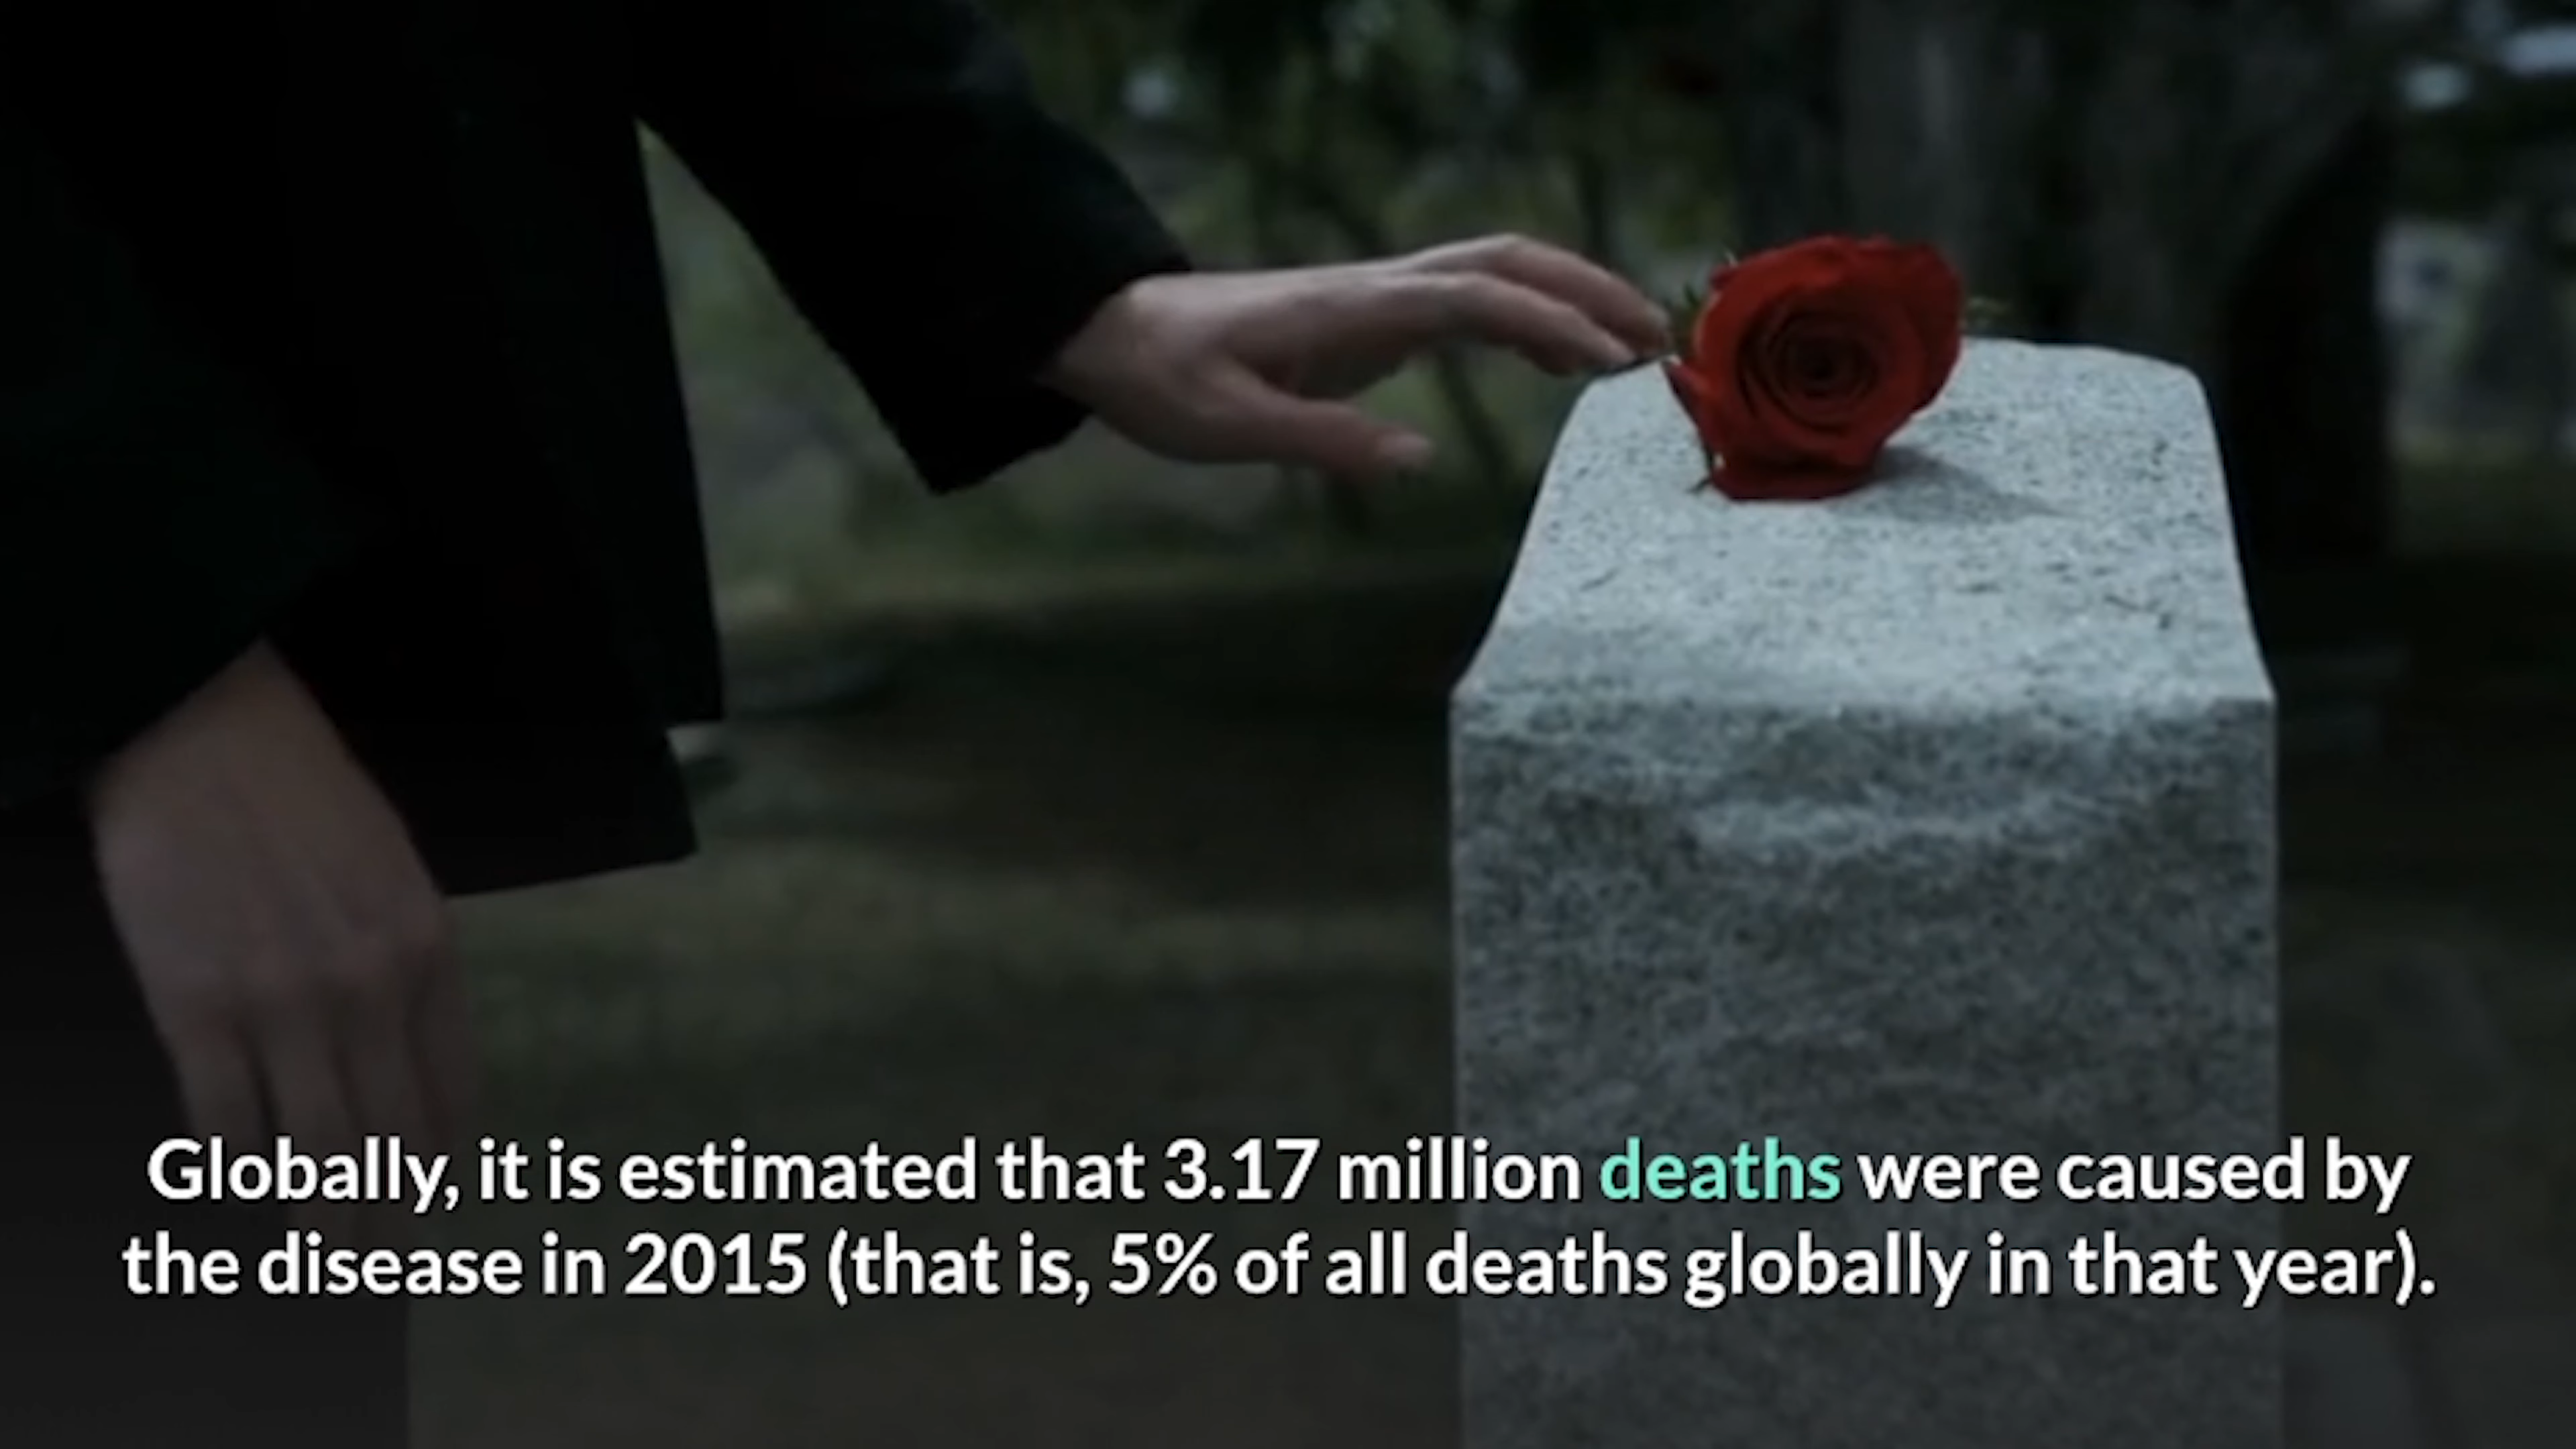 Globally, it is estimated that 3.17 million deaths were caused by
the disease in 2015 (that is, 5% of all deaths globally in that year).